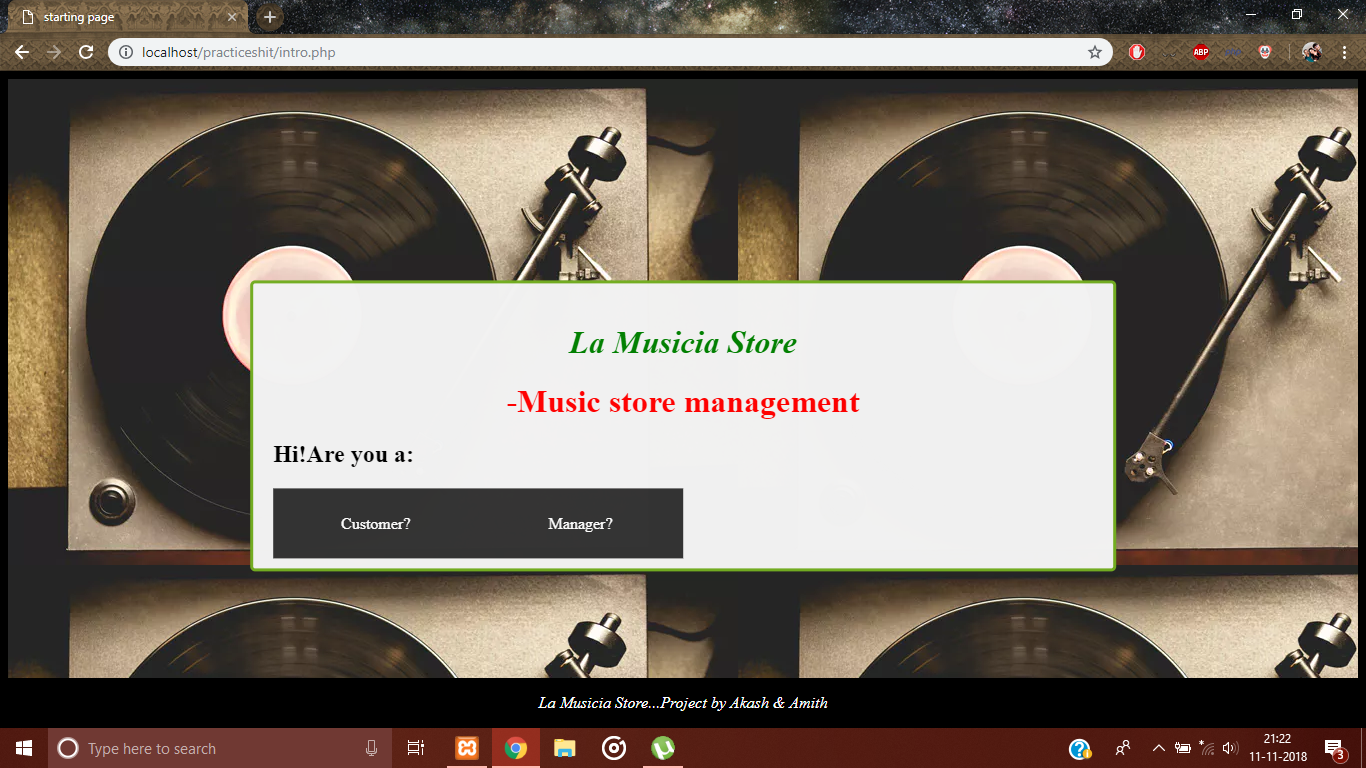 starting page
localhost/practiceshit/intro.php
ABP
La Musicia Store
-Music store management
Hi!Are you a:
Customer?
Manager?
La Musicia Store...Project by Akash & Amith
Type here to search
21:22
11-11-2018
3